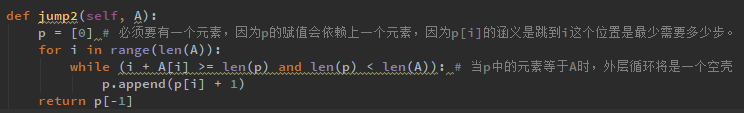 def jump2(self, A):
    p = [0] # 必须要有一个元素，因为p的赋值会依赖上一个元素，因为p[i]的涵义是跳到i这个位置是最少需要多少步。
    for i in range(len(A)):
        while (i + A[i] >= len(p) and len(p) < len(A)): # 当p中的元素等于A时，外层循环将是一个空壳
            p.append(p[i] + 1)
    return p[-1]